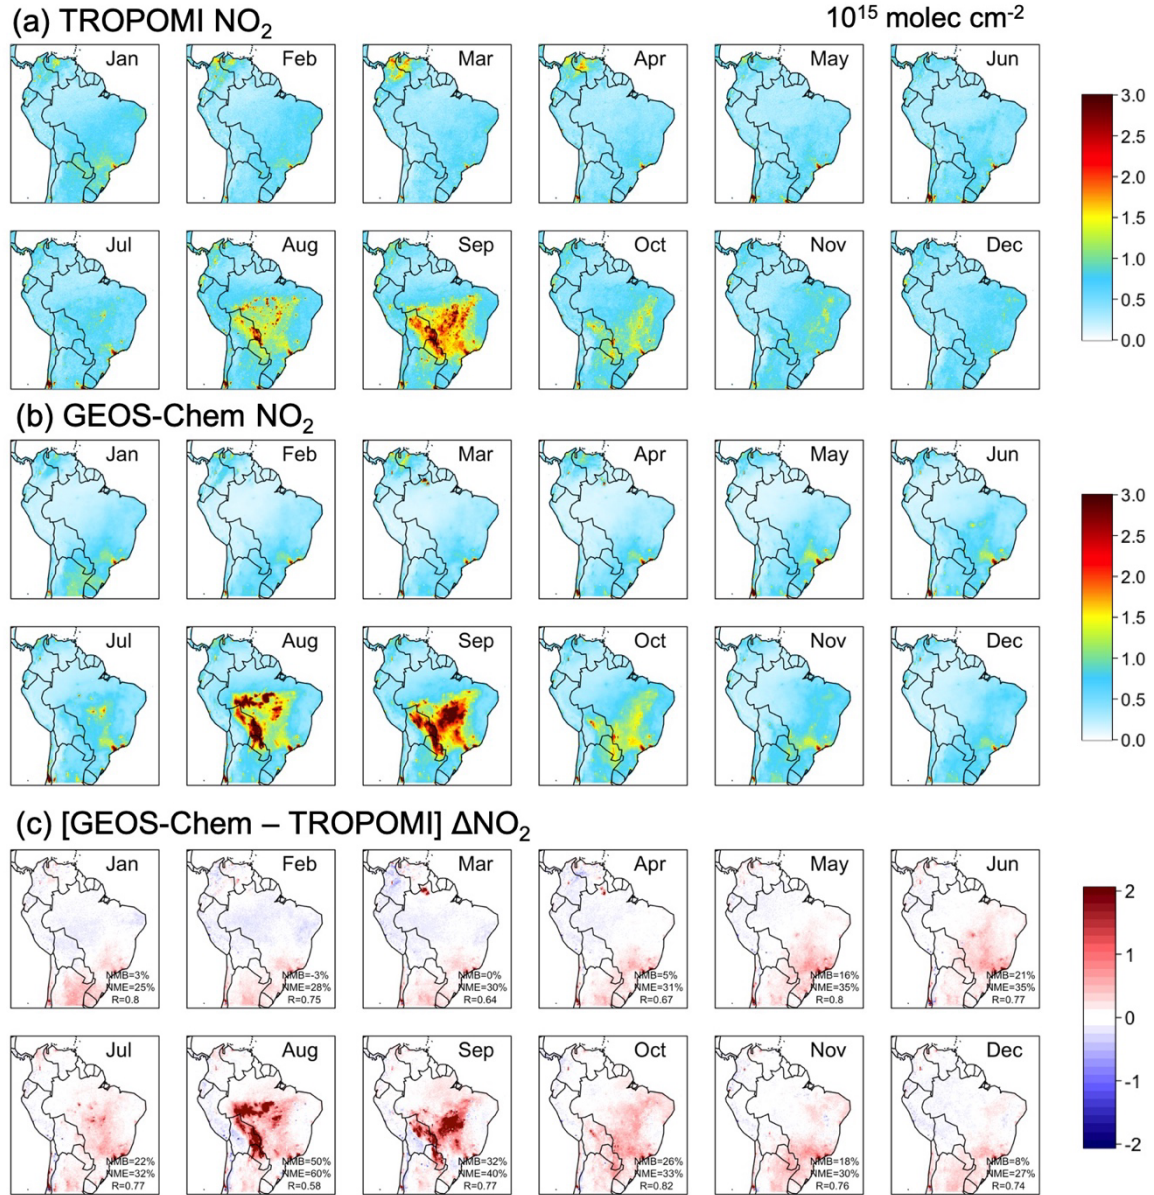 (a) TROPOMI NO₂ 10¹⁵ molec cm⁻²
Jan Feb Mar Apr May Jun
3.0
2.5
2.0
1.5
1.0
0.5
0.0
Jul Aug Sep Oct Nov Dec
(b) GEOS-Chem NO₂
Jan Feb Mar Apr May Jun
3.0
2.5
2.0
1.5
1.0
0.5
0.0
Jul Aug Sep Oct Nov Dec
(c) [GEOS-Chem – TROPOMI] ΔNO₂
Jan Feb Mar Apr May Jun
NMB=3% NMB=-3% NMB=0% NMB=5% NMB=16% NMB=21%
NME=25% NME=28% NME=30% NME=31% NME=35% NME=35%
R=0.8 R=0.75 R=0.64 R=0.67 R=0.8 R=0.77
2
1
0
-1
-2
Jul Aug Sep Oct Nov Dec
NMB=22% NMB=50% NMB=32% NMB=26% NMB=18% NMB=8%
NME=32% NME=60% NME=40% NME=33% NME=30% NME=27%
R=0.77 R=0.58 R=0.77 R=0.82 R=0.76 R=0.74